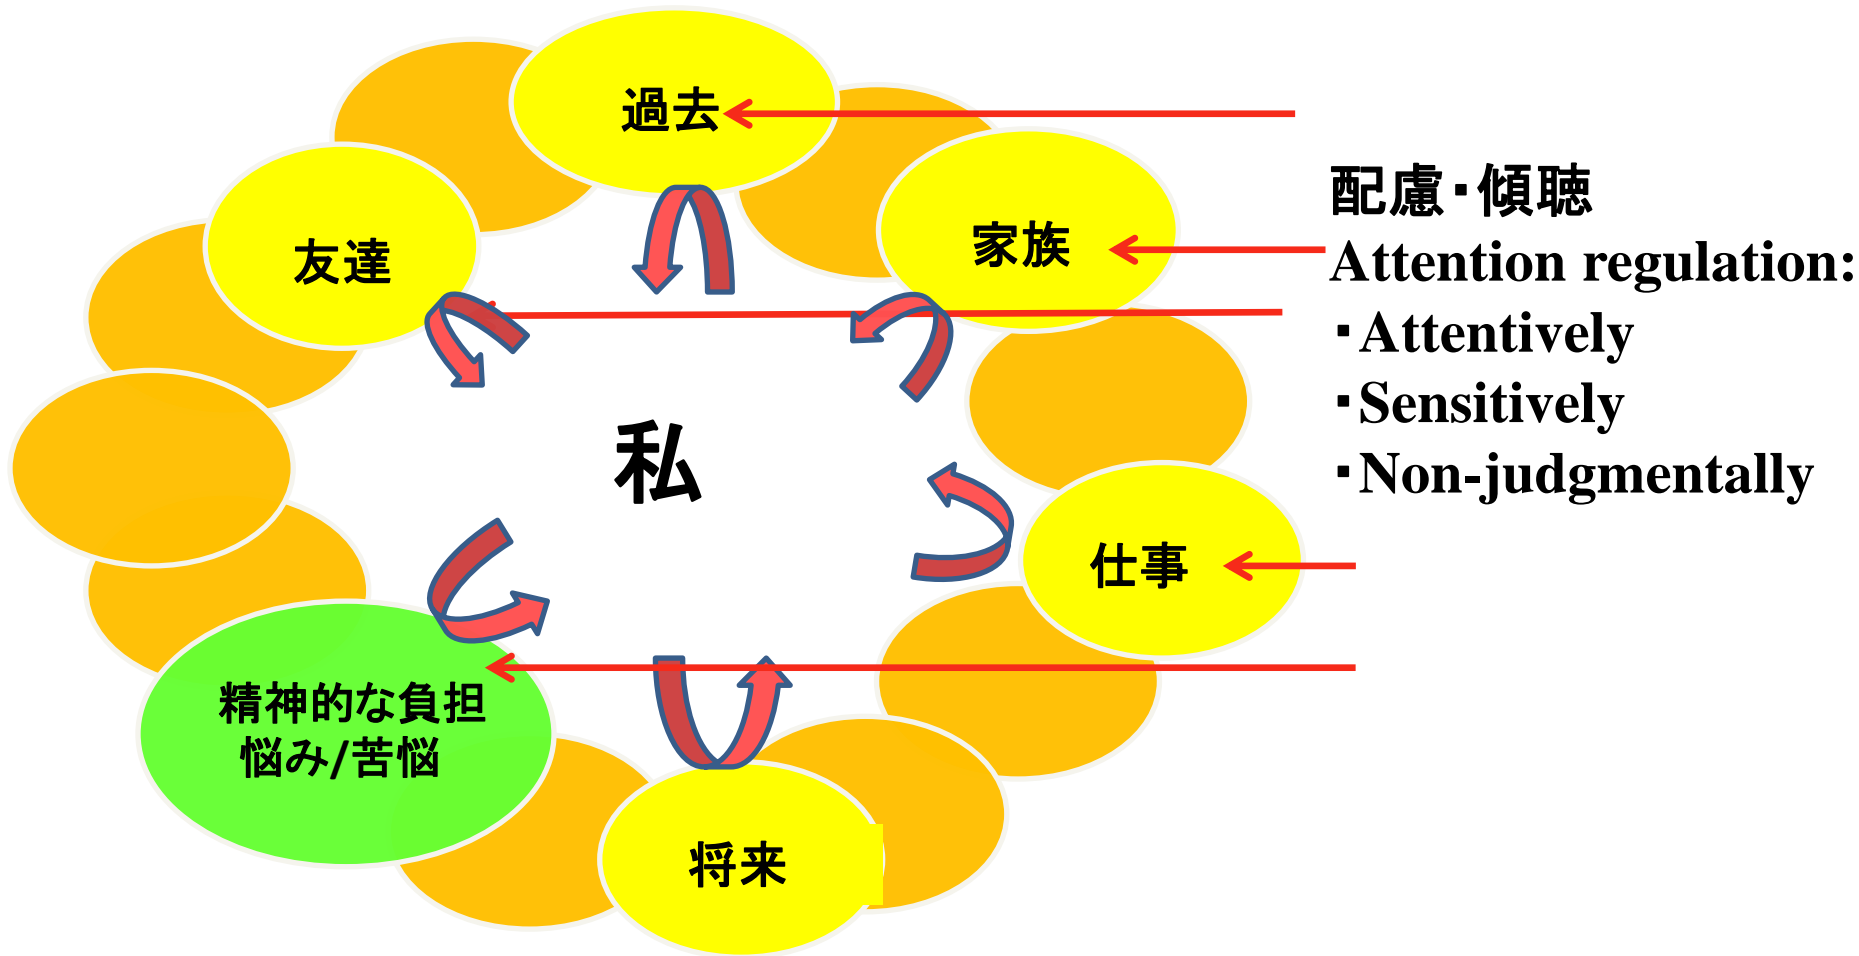 過去
家族
友達
私
仕事
精神的な負担
悩み/苦悩
将来
配慮・傾聴
Attention regulation:
・Attentively
・Sensitively
・Non-judgmentally